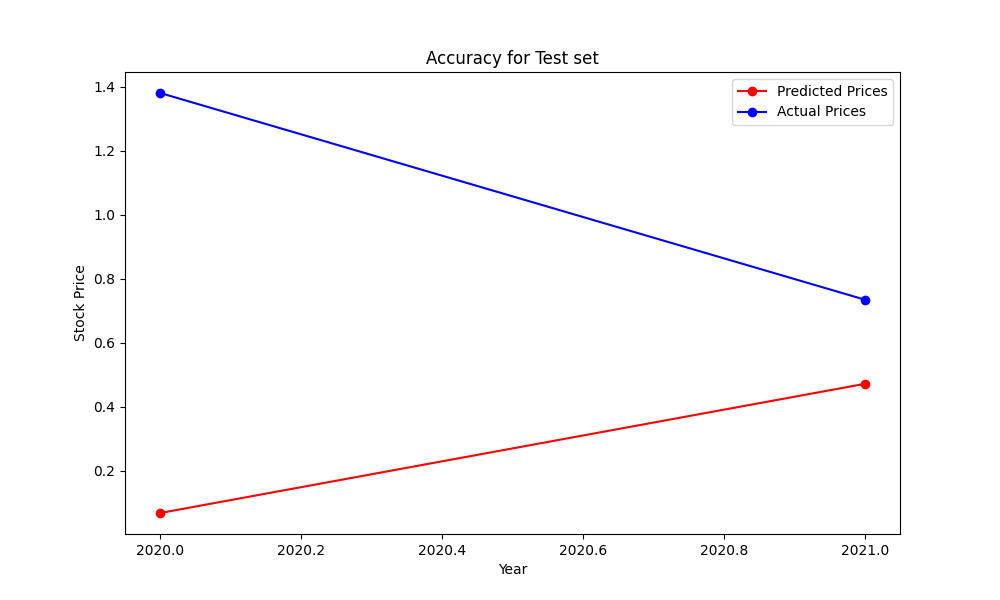 Accuracy for Test set
Predicted Prices
Actual Prices
Stock Price
1.4
1.2
1.0
0.8
0.6
0.4
0.2
2020.0 2020.2 2020.4 2020.6 2020.8 2021.0
Year